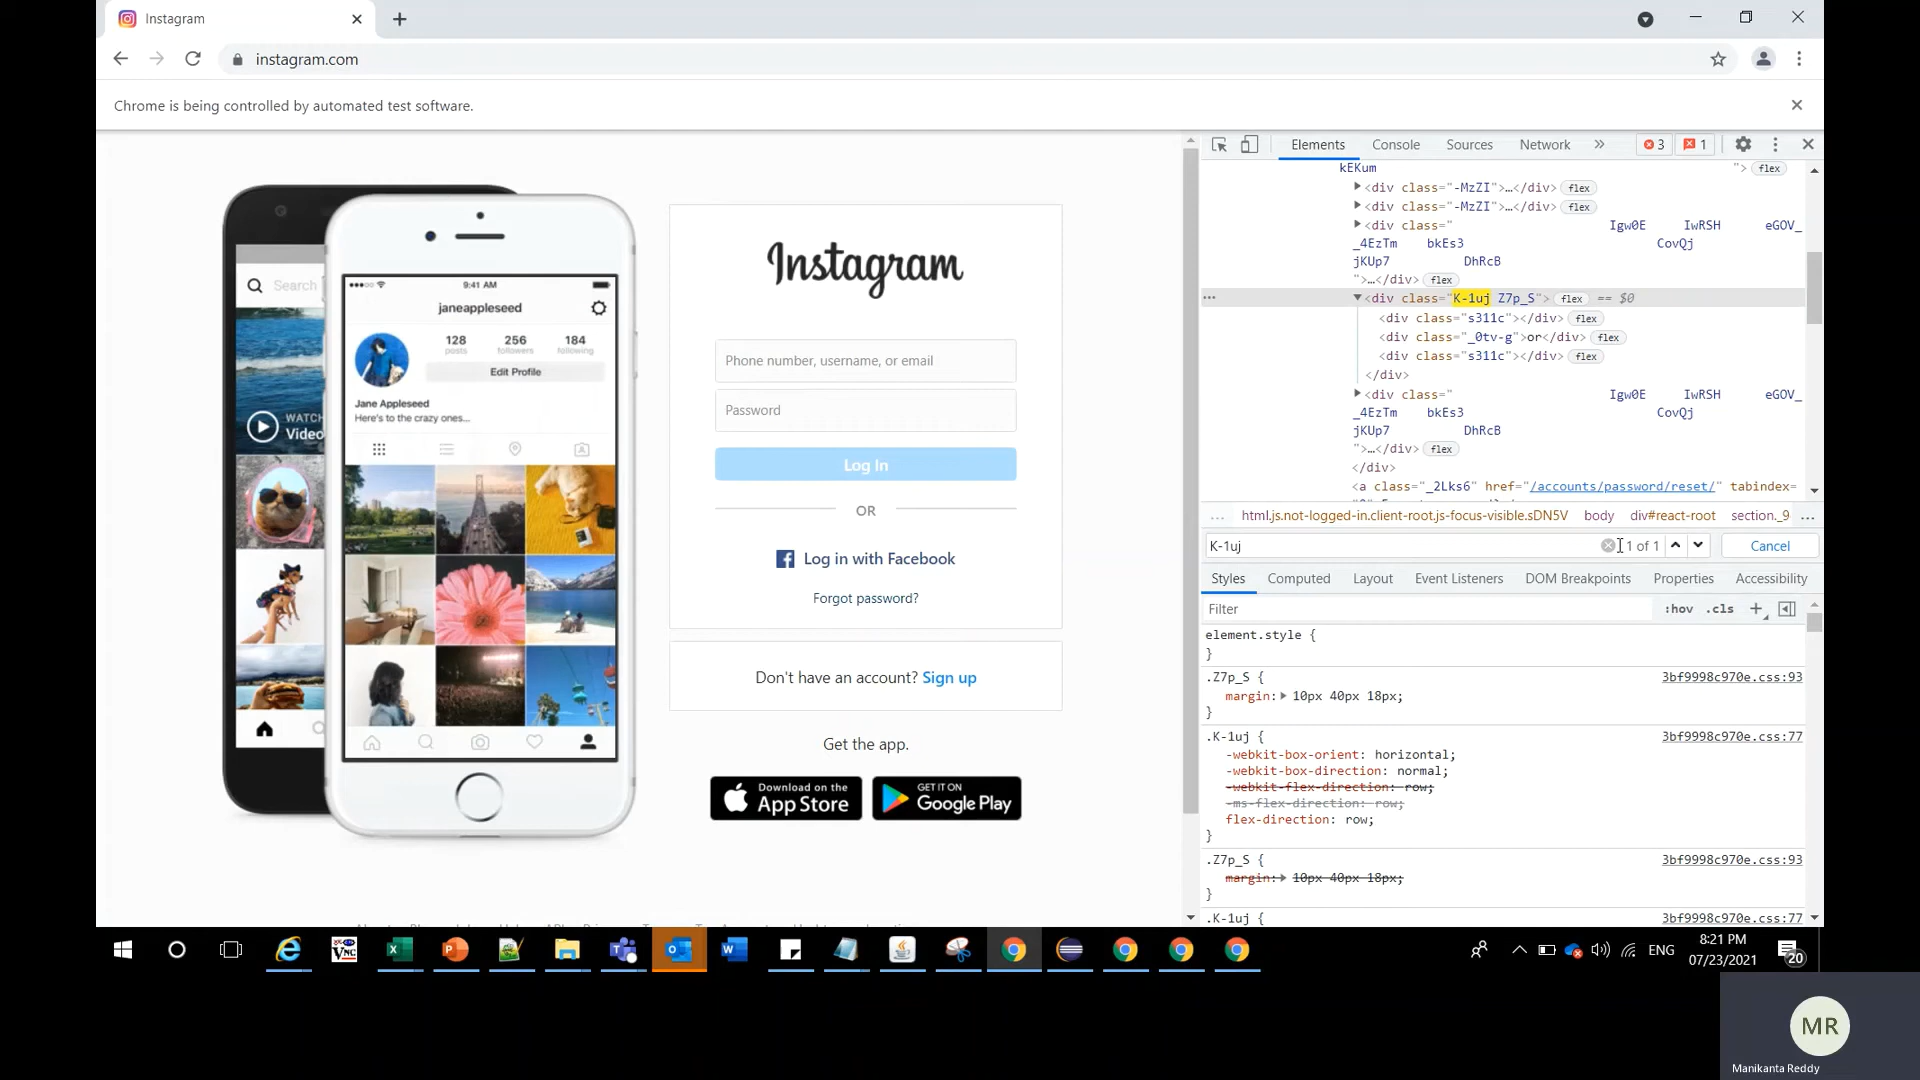 Instagram
instagram.com
Chrome is being controlled by automated test software.
Search
WATCH
Video
9:41 AM
janeappleseed
128 256 184
posts followers following
Edit Profile
Jane Appleseed
Here's to the crazy ones...
Instagram
Phone number, username, or email
Password
Log In
OR
Log in with Facebook
Forgot password?
Don't have an account? Sign up
Get the app.
Download on the
App Store
GET IT ON
Google Play
Elements Console Sources Network » 3 1
kEKum "> flex
<div class="-MzZI">…</div> flex
<div class="-MzZI">…</div> flex
<div class=" Igw0E IwRSH eGOV_
_4EzTm bkEs3 CovQj
jKUp7 DhRcB
">…</div> flex
<div class="K-1uj Z7p_S"> flex == $0
<div class="s311c"></div> flex
<div class="_0tv-g">or</div> flex
<div class="s311c"></div> flex
</div>
<div class=" Igw0E IwRSH eGOV_
_4EzTm bkEs3 CovQj
jKUp7 DhRcB
">…</div> flex
</div>
<a class="_2Lks6" href="/accounts/password/reset/" tabindex=
... html.js.not-logged-in.client-root.js-focus-visible.sDN5V body div#react-root section._9 ...
K-1uj 1 of 1 Cancel
Styles Computed Layout Event Listeners DOM Breakpoints Properties Accessibility
Filter :hov .cls +
element.style {
}
.Z7p_S { 3bf9998c970e.css:93
margin: 10px 40px 18px;
}
.K-1uj { 3bf9998c970e.css:77
-webkit-box-orient: horizontal;
-webkit-box-direction: normal;
-webkit-flex-direction: row;
-ms-flex-direction: row;
flex-direction: row;
}
.Z7p_S { 3bf9998c970e.css:93
margin: 10px 40px 18px;
}
.K-1uj { 3bf9998c970e.css:77
ENG
8:21 PM
07/23/2021
20
MR
Manikanta Reddy